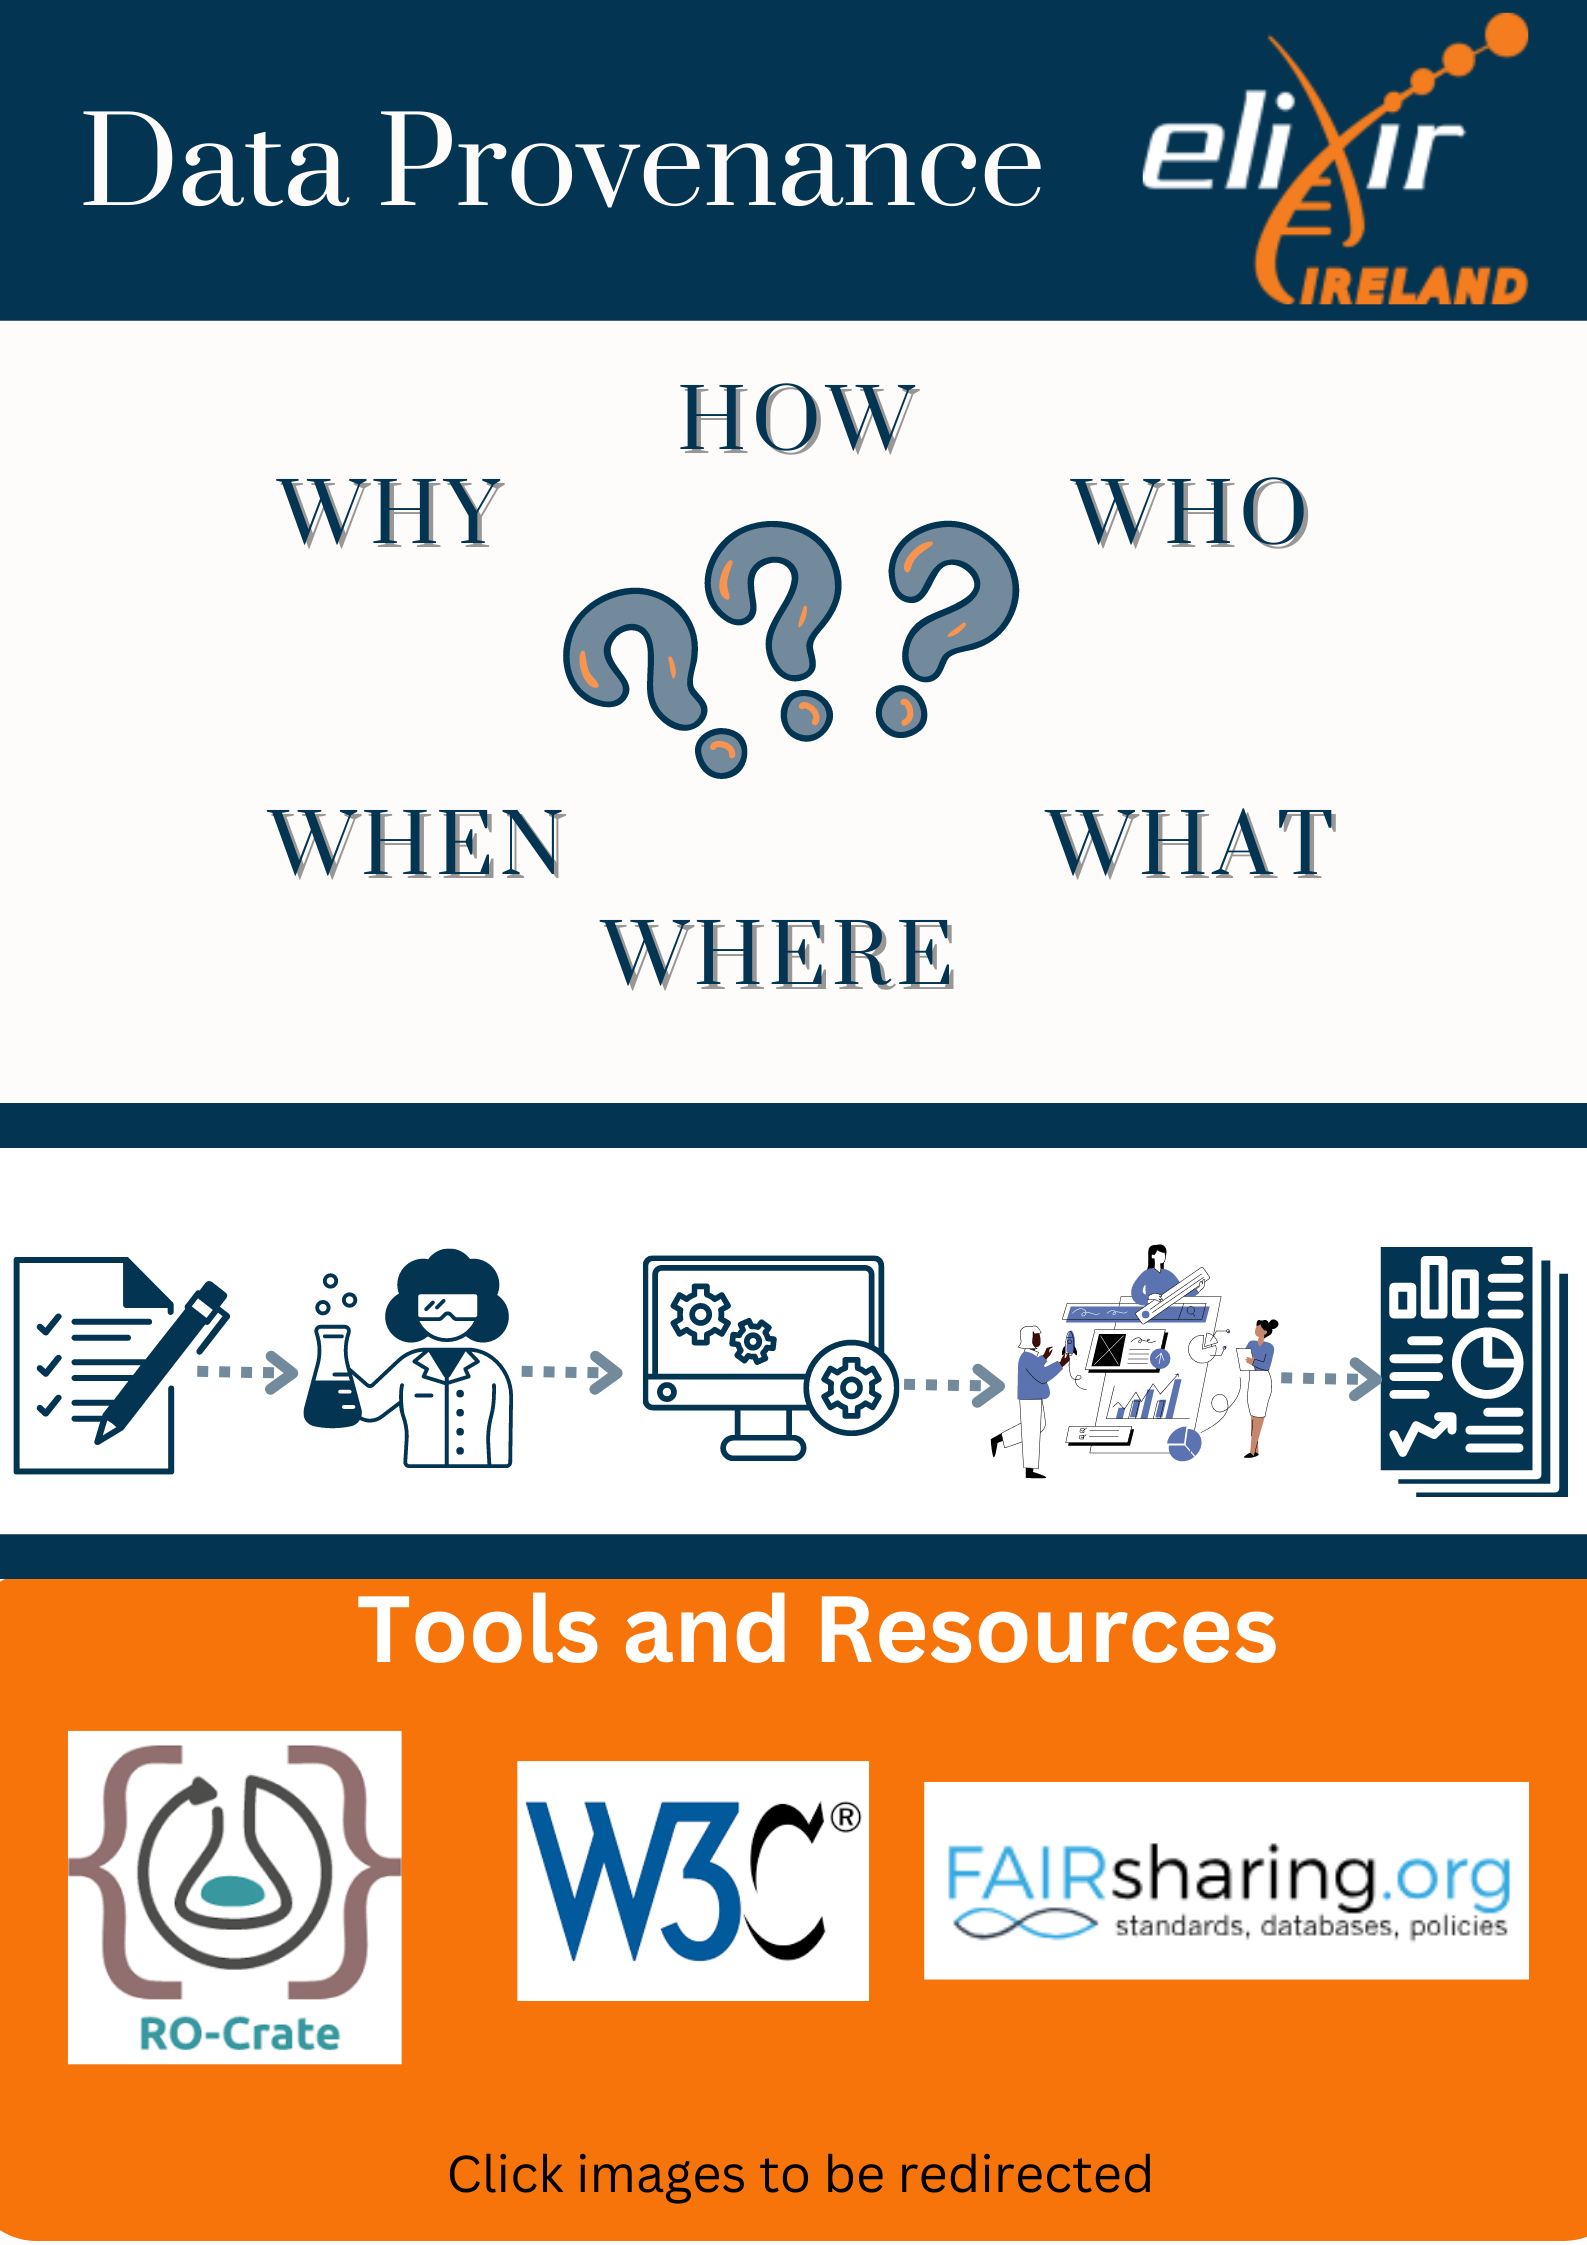 Data Provenance
elixir
IRELAND
HOW
WHY
WHO
WHEN
WHAT
WHERE
Tools and Resources
RO-Crate
W3C®
FAIRsharing.org
standards, databases, policies
Click images to be redirected